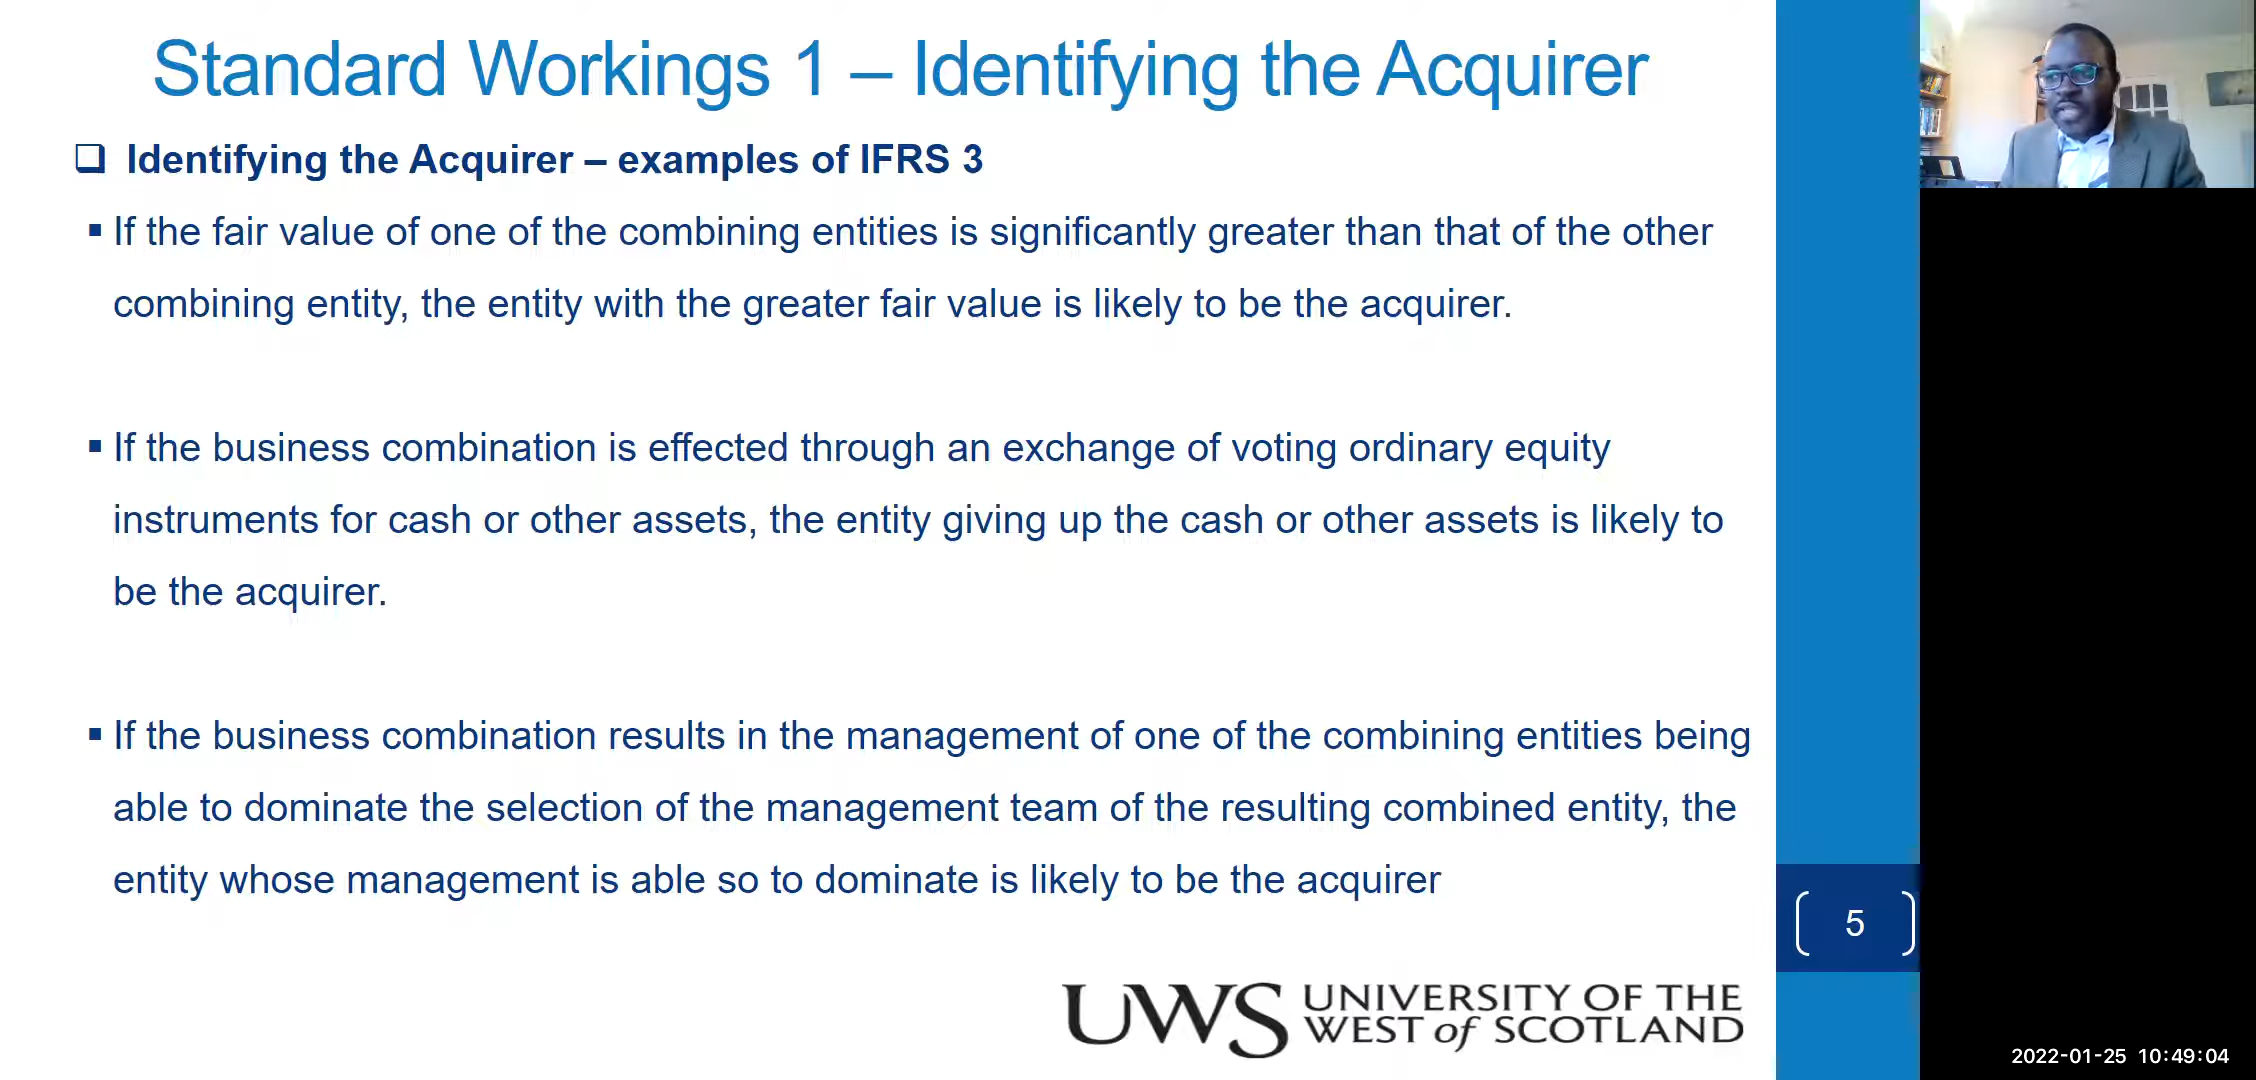 Standard Workings 1 – Identifying the Acquirer
❑ Identifying the Acquirer – examples of IFRS 3
▪ If the fair value of one of the combining entities is significantly greater than that of the other
combining entity, the entity with the greater fair value is likely to be the acquirer.
▪ If the business combination is effected through an exchange of voting ordinary equity
instruments for cash or other assets, the entity giving up the cash or other assets is likely to
be the acquirer.
▪ If the business combination results in the management of one of the combining entities being
able to dominate the selection of the management team of the resulting combined entity, the
entity whose management is able so to dominate is likely to be the acquirer
5
UWS UNIVERSITY OF THE
WEST of SCOTLAND
2022-01-25 10:49:04